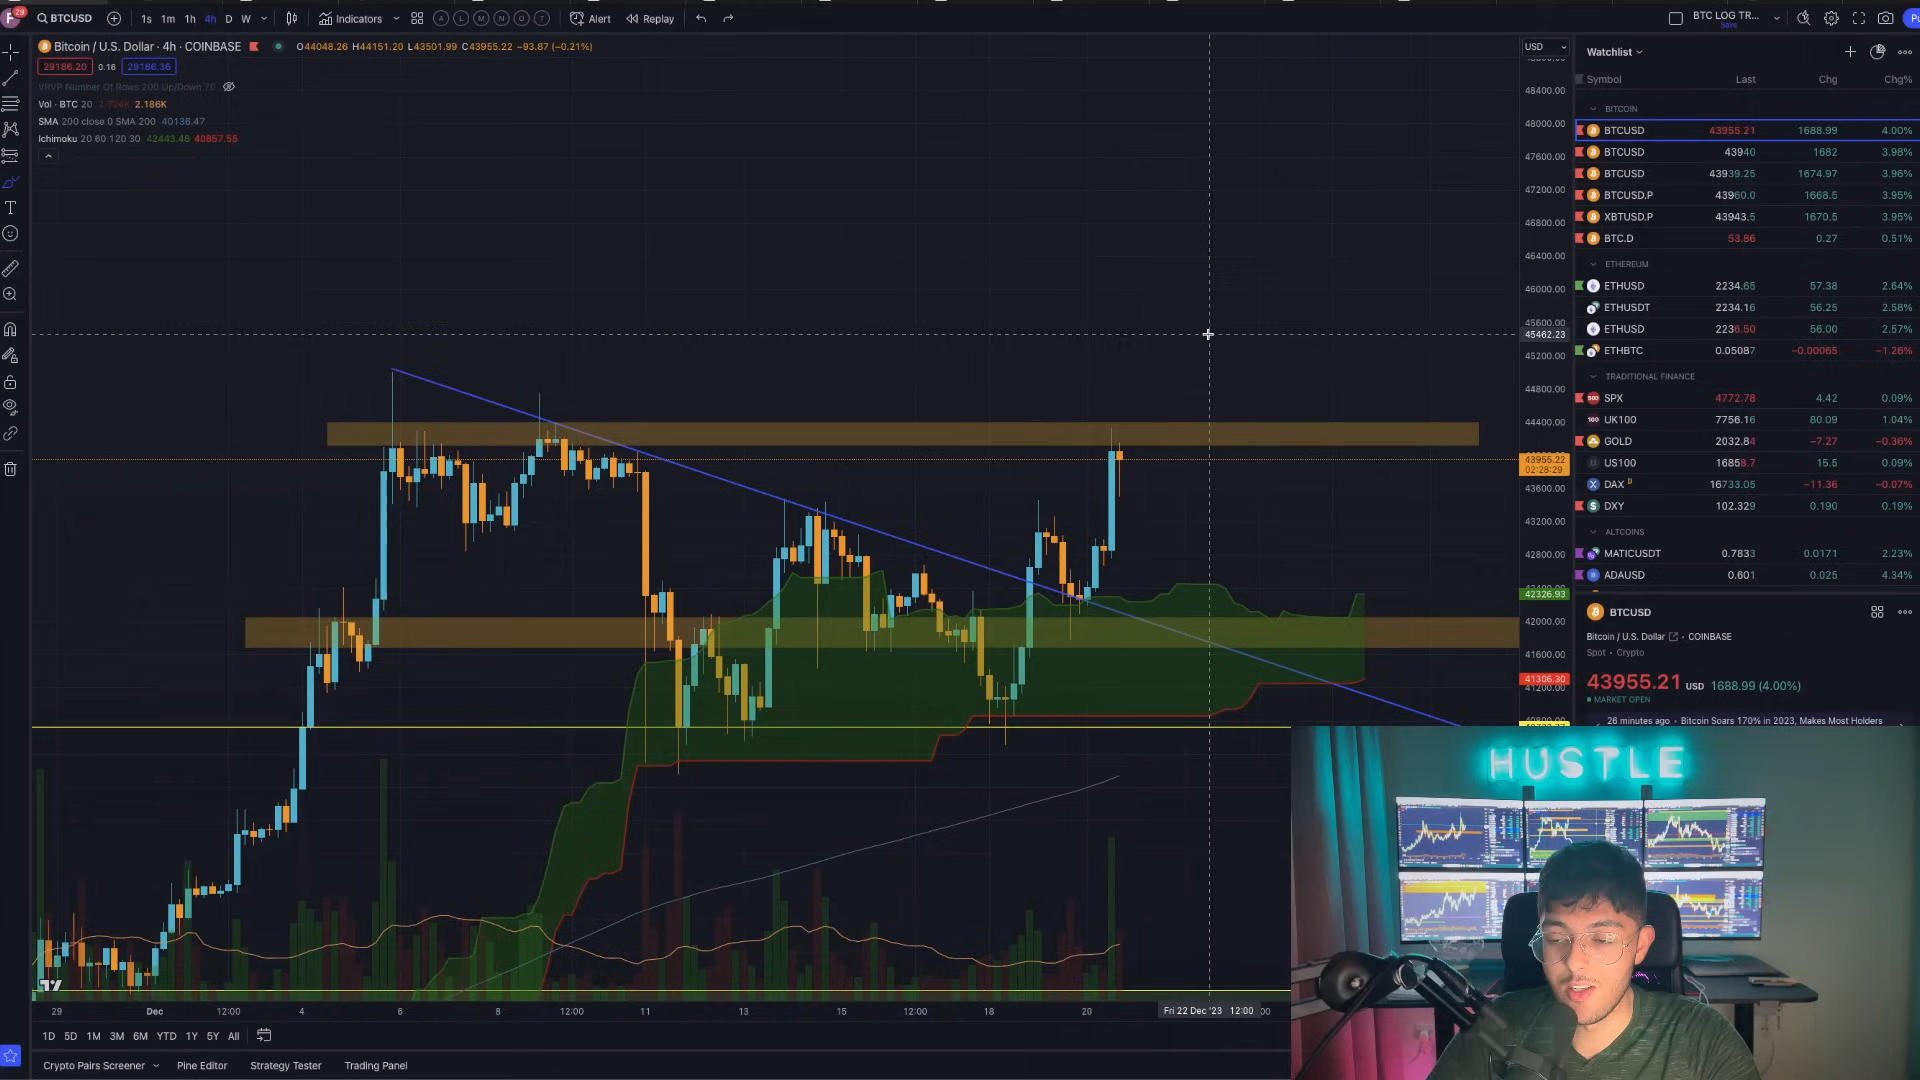 29
BTCUSD
1s 1m 1h 4h D W
Indicators
A L M N O T
Alert
Replay
BTC LOG TR...
Save
Bitcoin / U.S. Dollar · 4h · COINBASE
O44048.26 H44151.20 L43501.99 C43955.22 −93.87 (−0.21%)
29186.20 0.16 29186.36
VRVP Number Of Rows 200 Up/Down 70
Vol · BTC 20 2.186K
SMA 200 close 0 SMA 200 40136.47
Ichimoku 20 60 120 30 42443.48 40857.55
USD
48400.00
48000.00
47600.00
47200.00
46800.00
46400.00
46000.00
45600.00
45462.23
45200.00
44800.00
44400.00
43955.22
02:28:29
43600.00
43200.00
42800.00
42326.93
42000.00
41600.00
41306.30
41200.00
Watchlist
Symbol Last Chg Chg%
BITCOIN
BTCUSD 43955.21 1688.99 4.00%
BTCUSD 43940 1682 3.98%
BTCUSD 43939.25 1674.97 3.96%
BTCUSD.P 43960.0 1668.5 3.95%
XBTUSD.P 43943.5 1670.5 3.95%
BTC.D 53.86 0.27 0.51%
ETHEREUM
ETHUSD 2234.65 57.38 2.64%
ETHUSDT 2234.16 56.25 2.58%
ETHUSD 2236.50 56.00 2.57%
ETHBTC 0.05087 −0.00065 −1.26%
TRADITIONAL FINANCE
SPX 4772.78 4.42 0.09%
UK100 7756.16 80.09 1.04%
GOLD 2032.84 −7.27 −0.36%
US100 16858.7 15.5 0.09%
DAX D 16733.05 −11.36 −0.07%
DXY 102.329 0.190 0.19%
ALTCOINS
MATICUSDT 0.7833 0.0171 2.23%
ADAUSD 0.601 0.025 4.34%
BTCUSD
Bitcoin / U.S. Dollar · COINBASE
Spot · Crypto
43955.21 USD 1688.99 (4.00%)
MARKET OPEN
26 minutes ago · Bitcoin Soars 170% in 2023, Makes Most Holders
HUSTLE
29 Dec 12:00 4 6 8 12:00 11 13 15 12:00 18 20 Fri 22 Dec '23 12:00
1D 5D 1M 3M 6M YTD 1Y 5Y All
Crypto Pairs Screener Pine Editor Strategy Tester Trading Panel